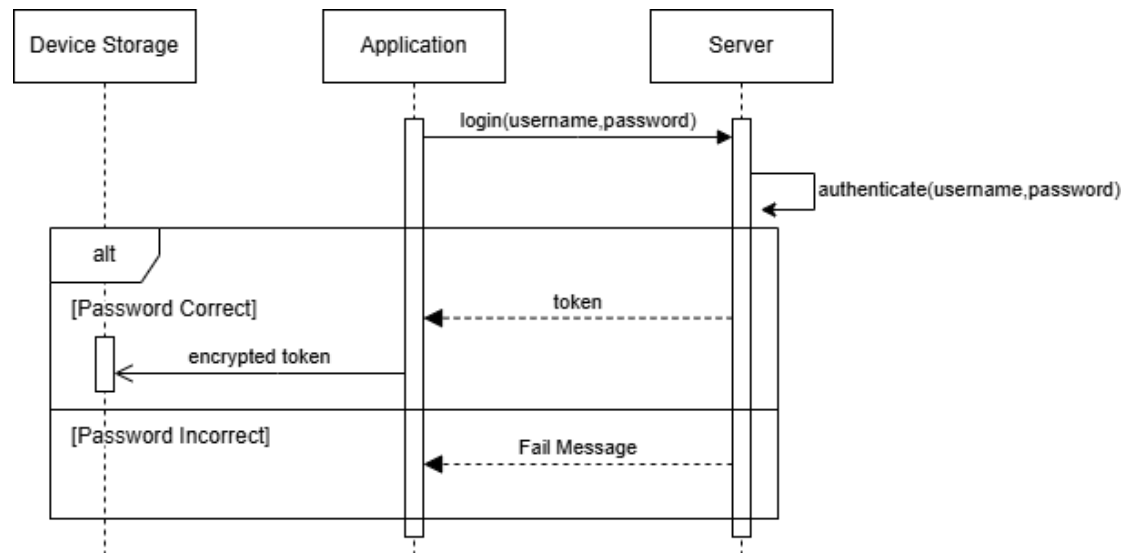 Device Storage
Application
Server
login(username,password)
authenticate(username,password)
alt
[Password Correct]
token
encrypted token
[Password Incorrect]
Fail Message